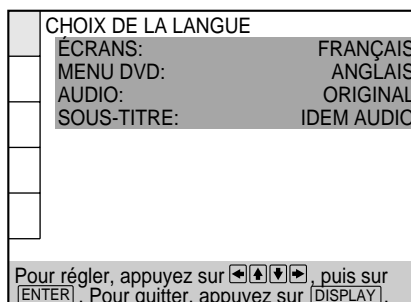 CHOIX DE LA LANGUE
ÉCRANS: FRANÇAIS
MENU DVD: ANGLAIS
AUDIO: ORIGINAL
SOUS-TITRE: IDEM AUDIO
Pour régler, appuyez sur ←↑↓→, puis sur
ENTER. Pour quitter, appuyez sur DISPLAY.